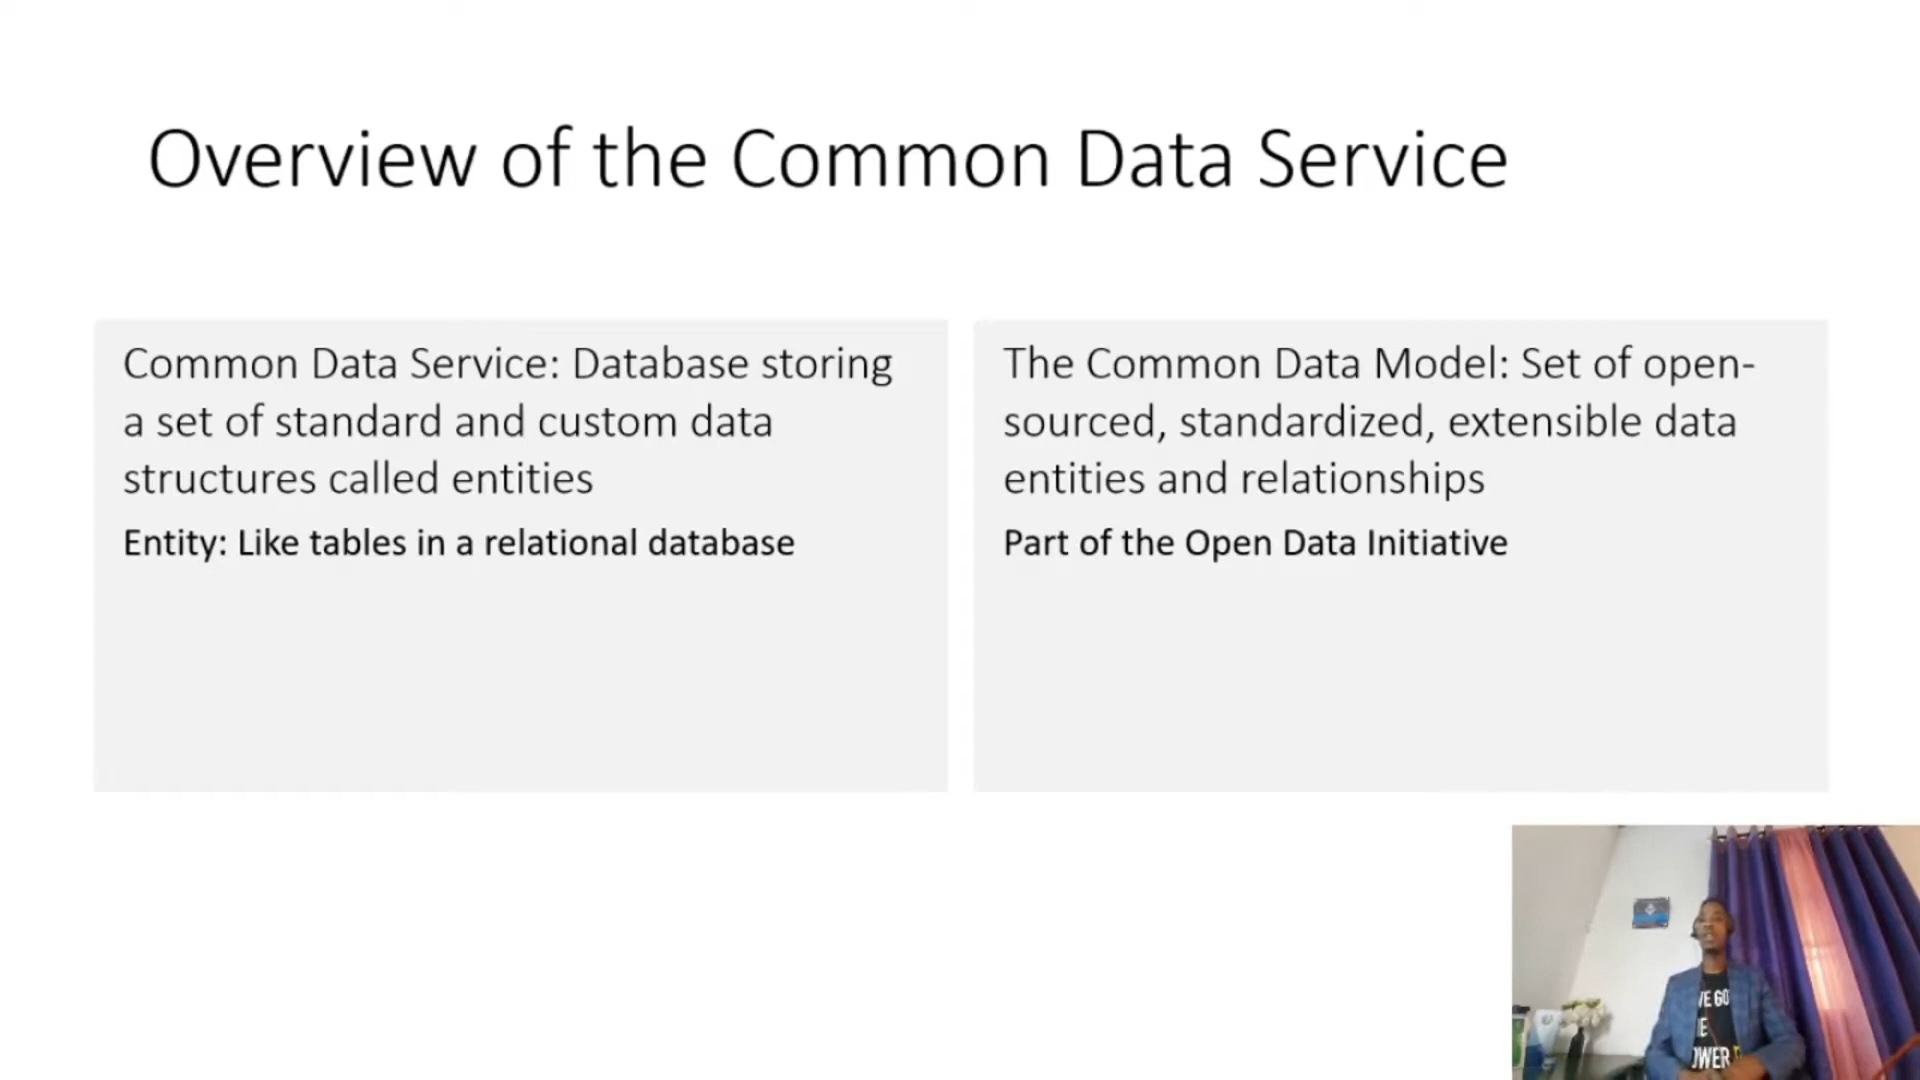 Overview of the Common Data Service
Common Data Service: Database storing
a set of standard and custom data
structures called entities
Entity: Like tables in a relational database
The Common Data Model: Set of open-
sourced, standardized, extensible data
entities and relationships
Part of the Open Data Initiative